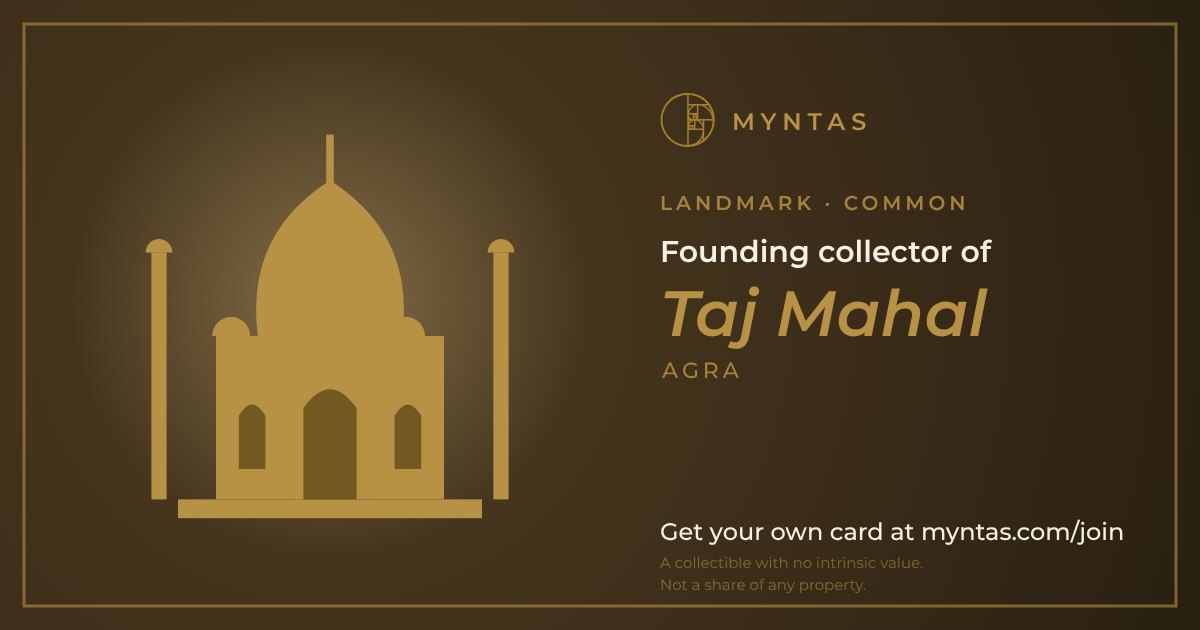 MYNTAS
LANDMARK · COMMON
Founding collector of
Taj Mahal
AGRA
Get your own card at myntas.com/join
A collectible with no intrinsic value.
Not a share of any property.